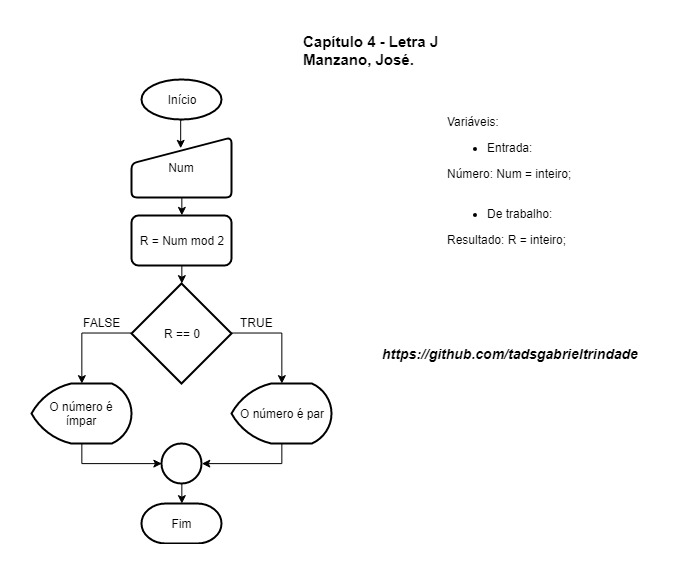 Capítulo 4 - Letra J
Manzano, José.
Início
Num
R = Num mod 2
FALSE
R == 0
TRUE
O número é
ímpar
O número é par
Fim
Variáveis:
• Entrada:
Número: Num = inteiro;
• De trabalho:
Resultado: R = inteiro;
https://github.com/tadsgabrieltrindade